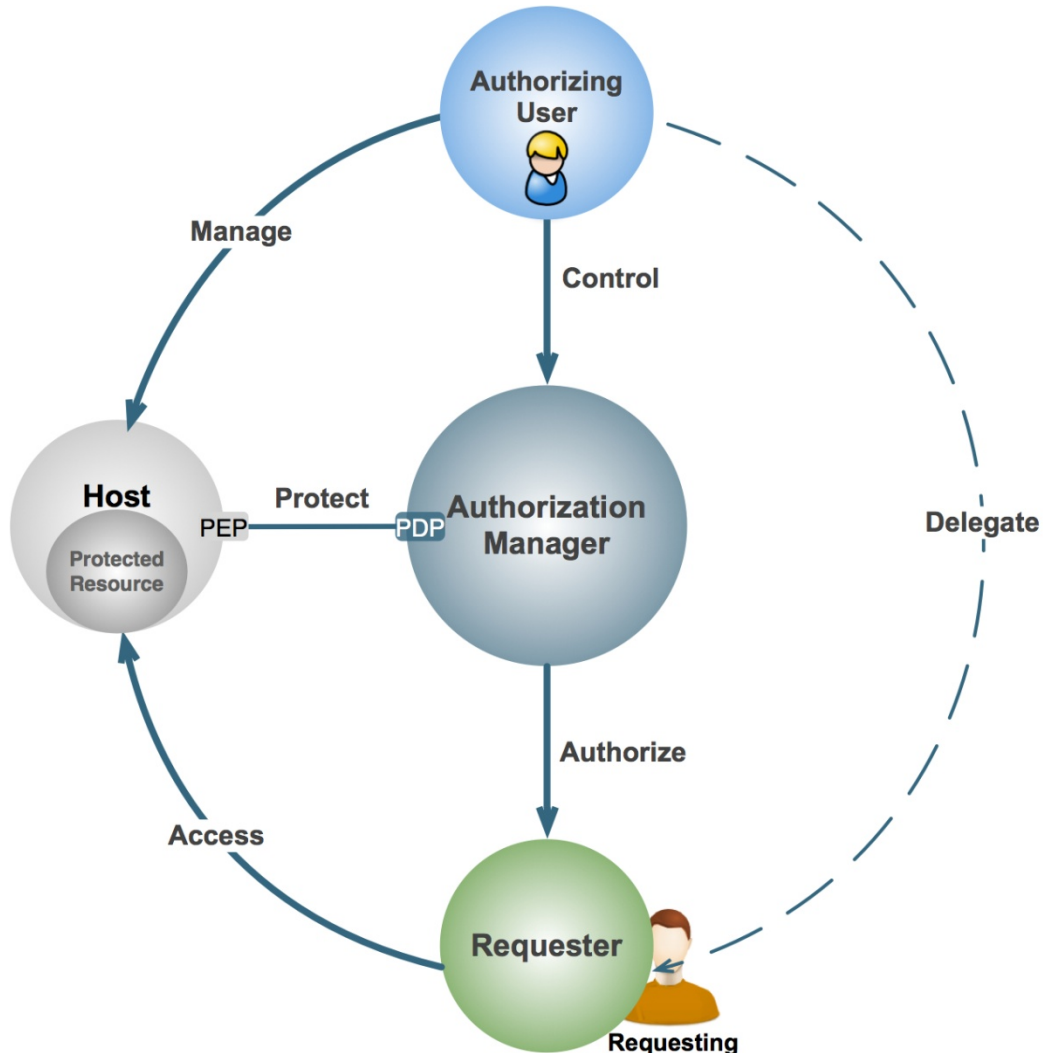 Authorizing
User
Manage
Control
Host
Protected
Resource
PEP
Protect
PDP
Authorization
Manager
Delegate
Authorize
Access
Requester
Requesting